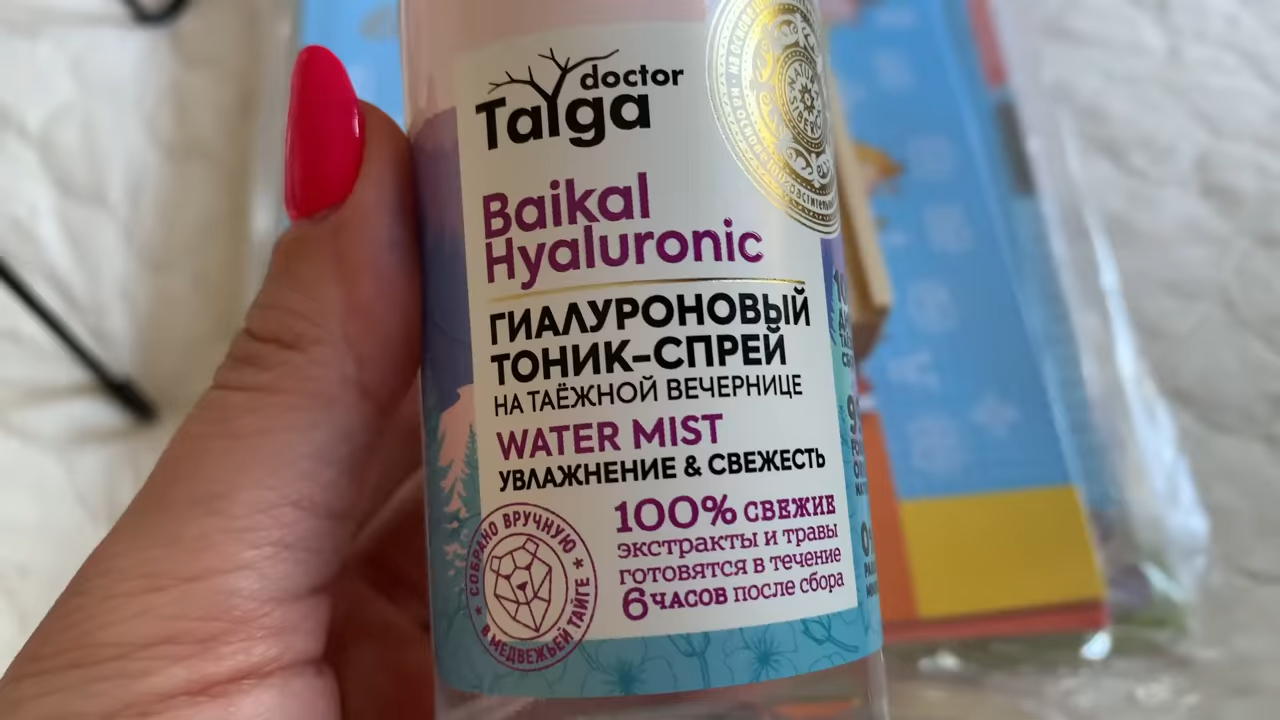 doctor
Taiga
Baikal
Hyaluronic
ГИАЛУРОНОВЫЙ
ТОНИК-СПРЕЙ
НА ТАЁЖНОЙ ВЕЧЕРНИЦЕ
WATER MIST
УВЛАЖНЕНИЕ & СВЕЖЕСТЬ
100% СВЕЖИЕ
экстракты и травы
готовятся в течение
6 ЧАСОВ после сбора
СОБРАНО ВРУЧНУЮ
В МЕДВЕЖЬЕЙ ТАЙГЕ